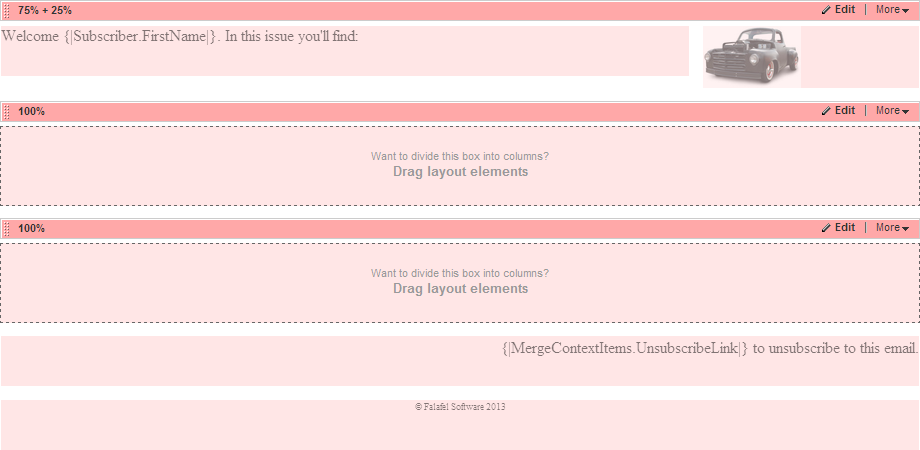 75% + 25%
Edit | More
Welcome {|Subscriber.FirstName|}. In this issue you'll find:
100%
Edit | More
Want to divide this box into columns?
Drag layout elements
100%
Edit | More
Want to divide this box into columns?
Drag layout elements
{|MergeContextItems.UnsubscribeLink|} to unsubscribe to this email.
© Falafel Software 2013